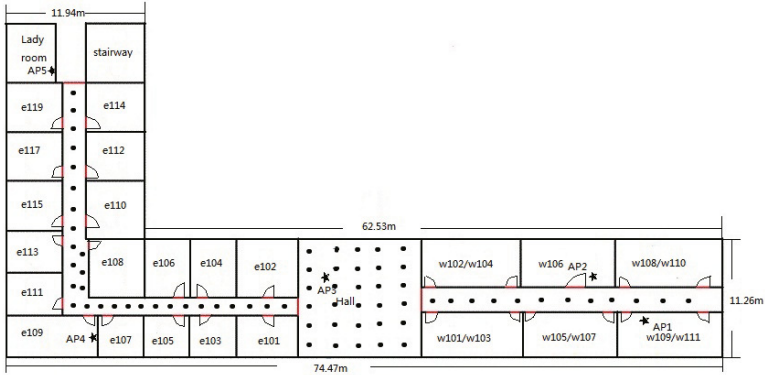 11.94m
Lady
room
AP5
stairway
e119
e114
e117
e112
e115
e110
62.53m
e113
e108
e106
e104
e102
w102/w104
w106
AP2
w108/w110
e111
AP3
Hall
11.26m
e109
AP4
e107
e105
e103
e101
w101/w103
w105/w107
AP1
w109/w111
74.47m